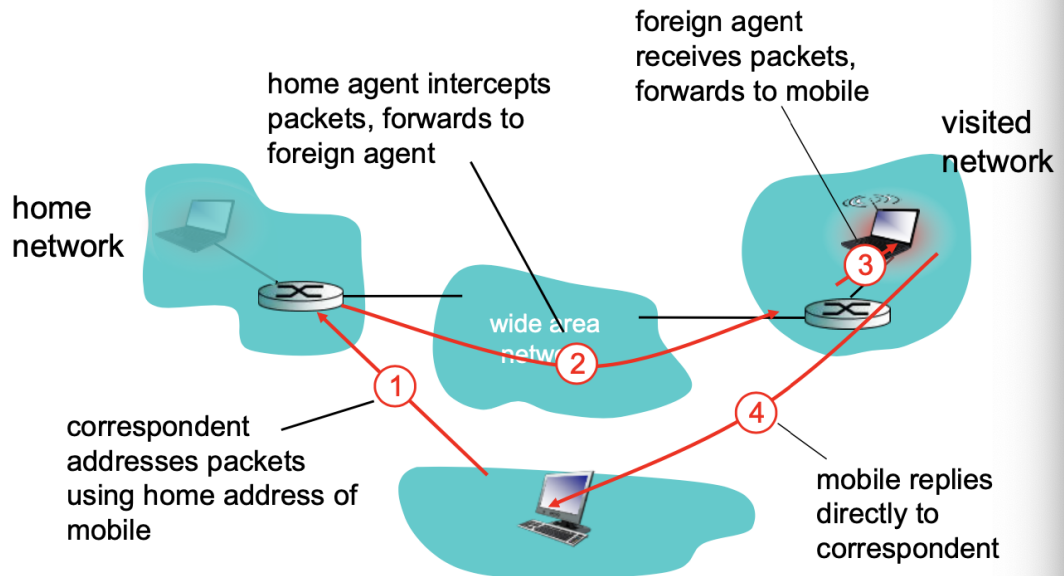 foreign agent
receives packets,
forwards to mobile
home agent intercepts
packets, forwards to
foreign agent
visited
network
home
network
3
wide area
network
2
1
4
correspondent
addresses packets
using home address of
mobile
mobile replies
directly to
correspondent